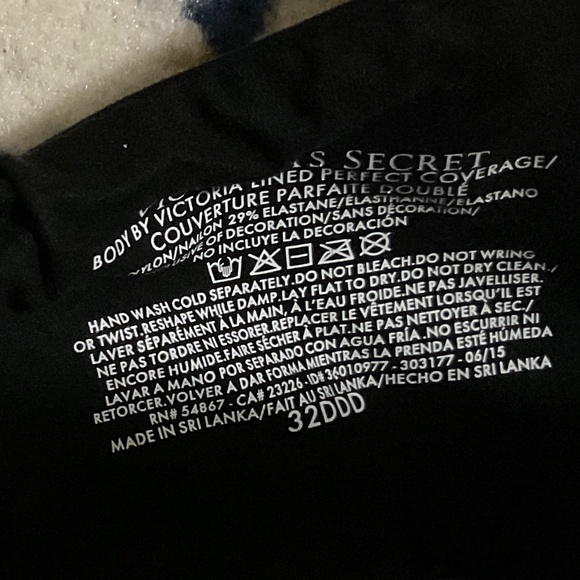 SECRET
BODY BY VICTORIA LINED PERFECT COVERAGE/
COUVERTURE PARFAITE DOUBLÉ
29% ELASTANE/ÉLASTHANNE/ELASTANO
OF DECORATION/SANS DÉCORATION/
NO INCLUYE LA DECORACIÓN
HAND WASH COLD SEPARATELY.DO NOT BLEACH.DO NOT WRING
OR TWIST.RESHAPE WHILE DAMP.LAY FLAT TO DRY.DO NOT DRY CLEAN./
LAVER SÉPARÉMENT À LA MAIN, À L'EAU FROIDE.NE PAS JAVELLISER.
NE PAS TORDRE NI ESSORER.REPLACER LE VÊTEMENT LORSQU'IL EST
ENCORE HUMIDE.FAIRE SÉCHER À PLAT.NE PAS NETTOYER À SEC./
LAVAR A MANO POR SEPARADO CON AGUA FRÍA .NO ESCURRIR NI
RETORCER.VOLVER A DAR FORMA MIENTRAS LA PRENDA ESTÉ HÚMEDA
RN# 54867 - CA# 23226 -ID# 36010977 - 303177 - 06/15
MADE IN SRI LANKA/FAIT AU SRI LANKA/HECHO EN SRI LANKA
32DDD